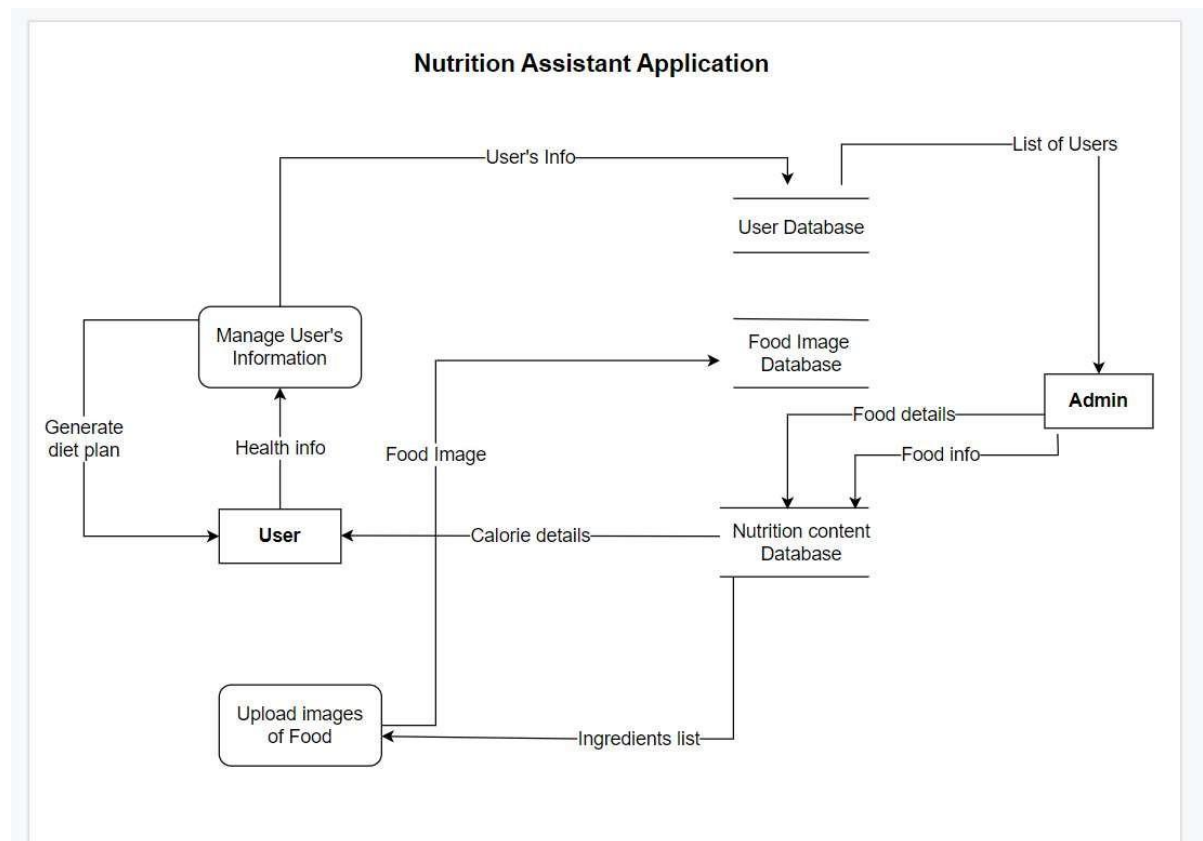 Nutrition Assistant Application
User's Info
List of Users
User Database
Manage User's
Information
Food Image
Database
Admin
Food details
Generate
diet plan
Health info
Food Image
Food info
User
Calorie details
Nutrition content
Database
Upload images
of Food
Ingredients list